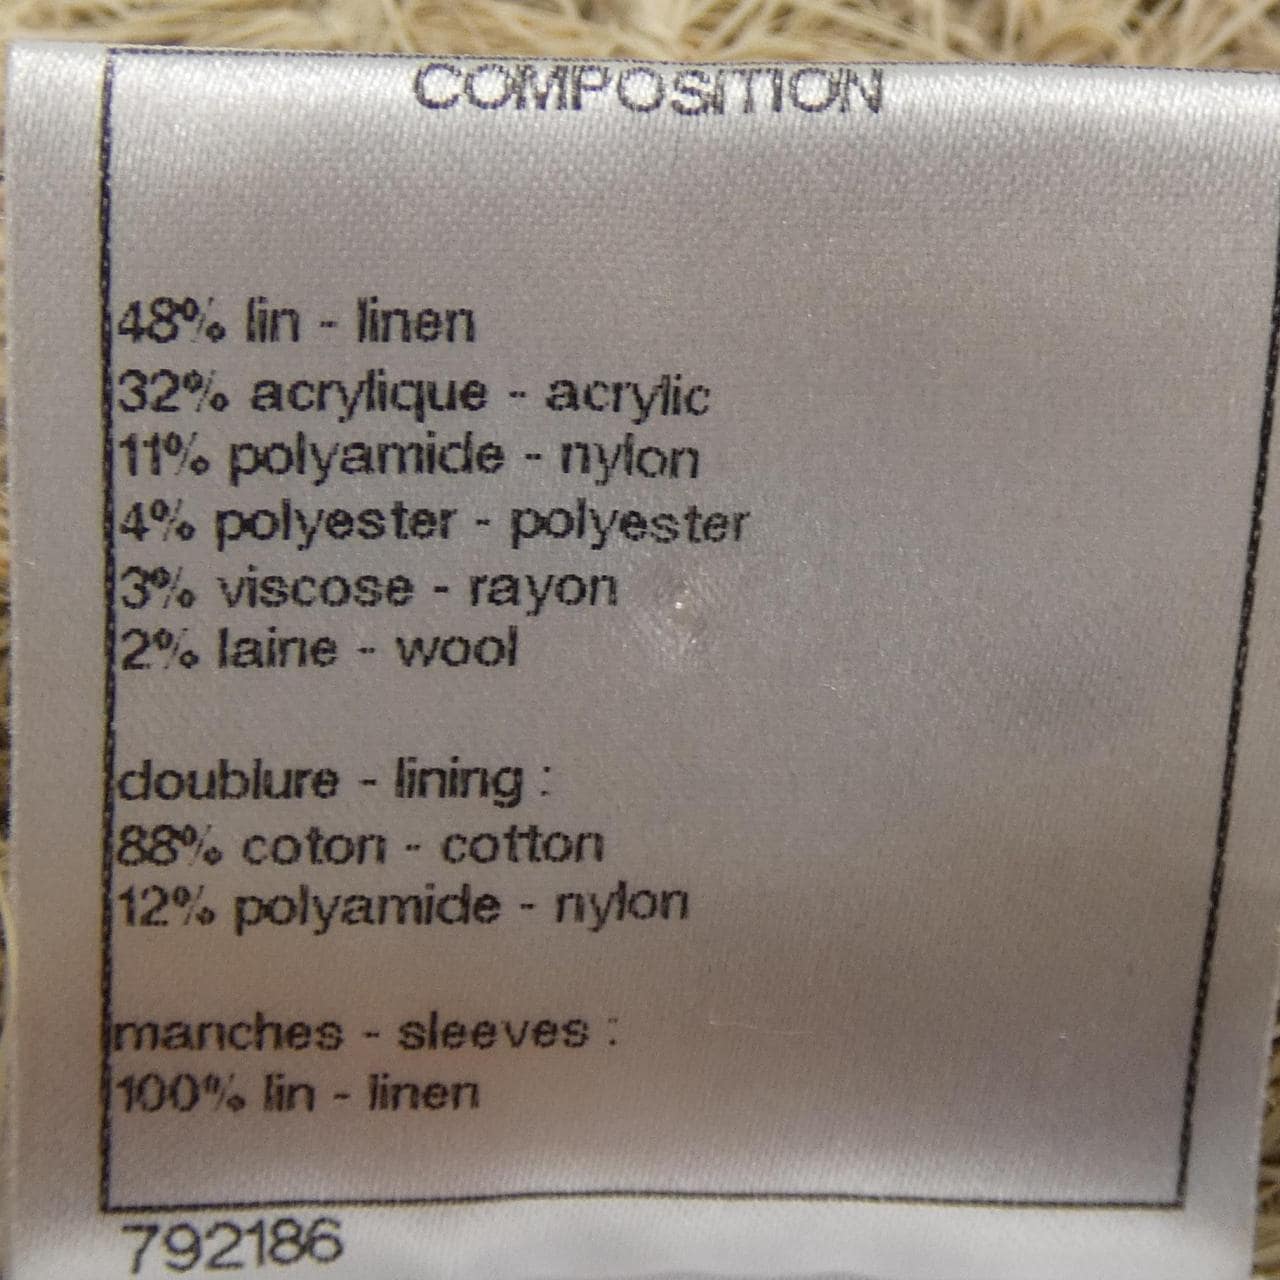 COMPOSITION
48% lin - linen
32% acrylique - acrylic
11% polyamide - nylon
4% polyester - polyester
3% viscose - rayon
2% laine - wool
doublure - lining :
88% coton - cotton
12% polyamide - nylon
manches - sleeves :
100% lin - linen
792186